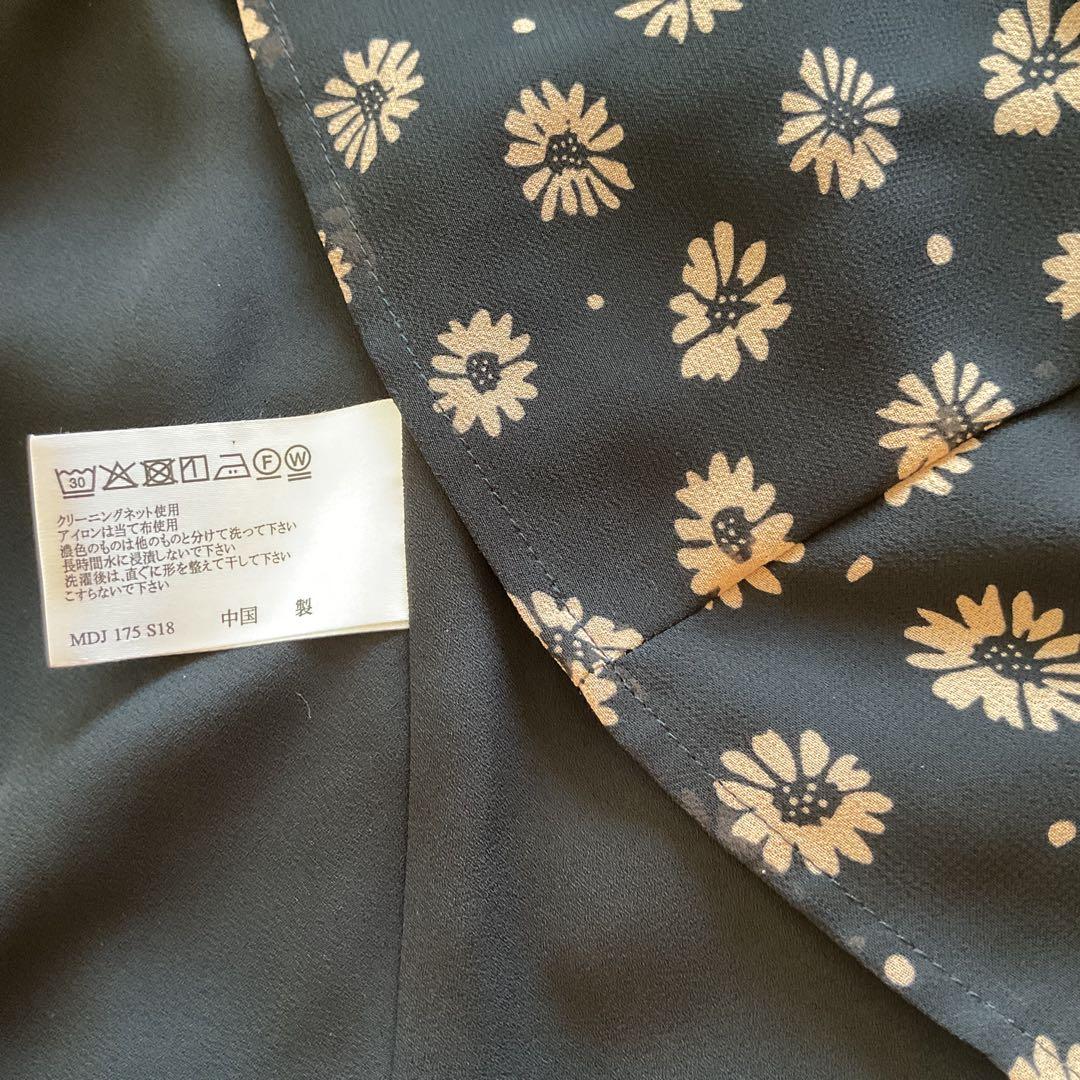 30 F W
クリーニングネット使用
アイロンは当て布使用
濃色のものは他のものと分けて洗って下さい
長時間水に浸漬しないで下さい
洗濯後は、直ぐに形を整えて干して下さい
こすらないで下さい
中国 製
MDJ 175 S18